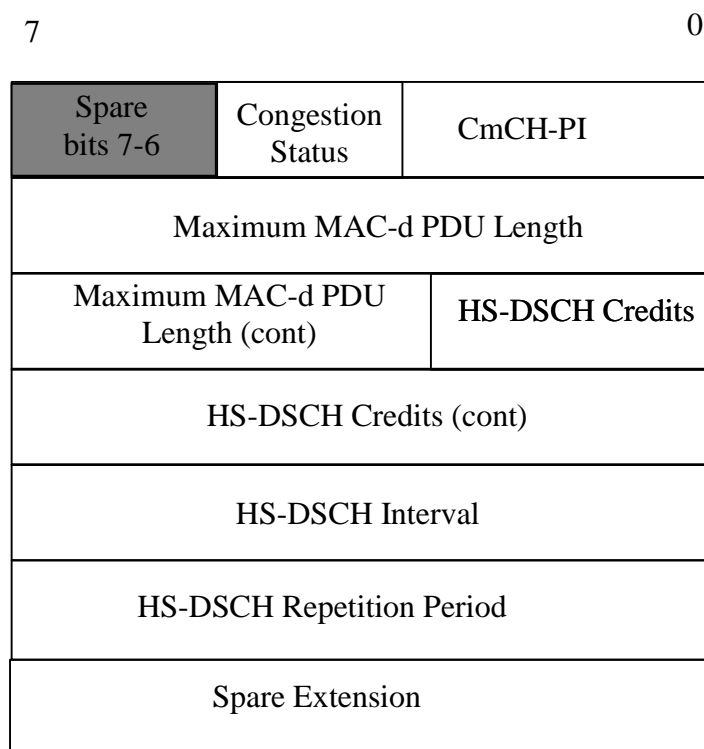 7 0
Spare
bits 7-6
Congestion
Status
CmCH-PI
Maximum MAC-d PDU Length
Maximum MAC-d PDU
Length (cont)
HS-DSCH Credits
HS-DSCH Credits (cont)
HS-DSCH Interval
HS-DSCH Repetition Period
Spare Extension